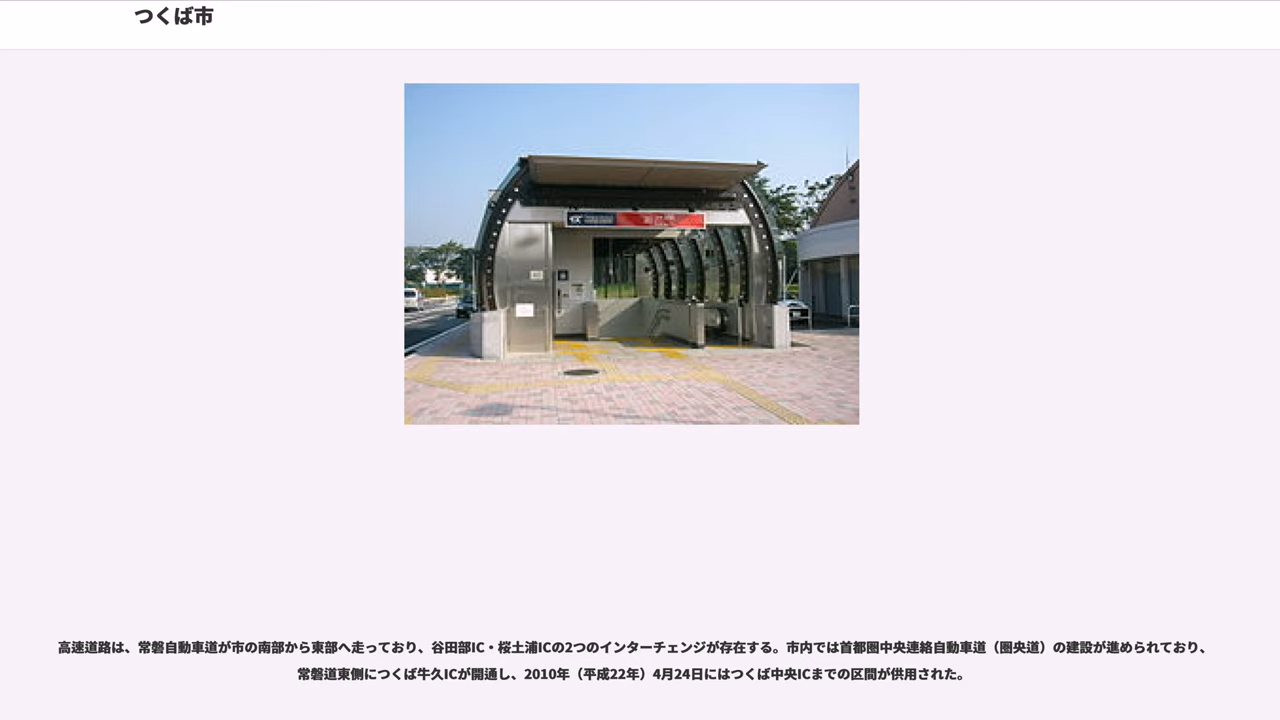 つくば市
高速道路は、常磐自動車道が市の南部から東部へ走っており、谷田部IC・桜土浦ICの2つのインターチェンジが存在する。市内では首都圏中央連絡自動車道（圏央道）の建設が進められており、
常磐道東側につくば牛久ICが開通し、2010年（平成22年）4月24日にはつくば中央ICまでの区間が供用された。